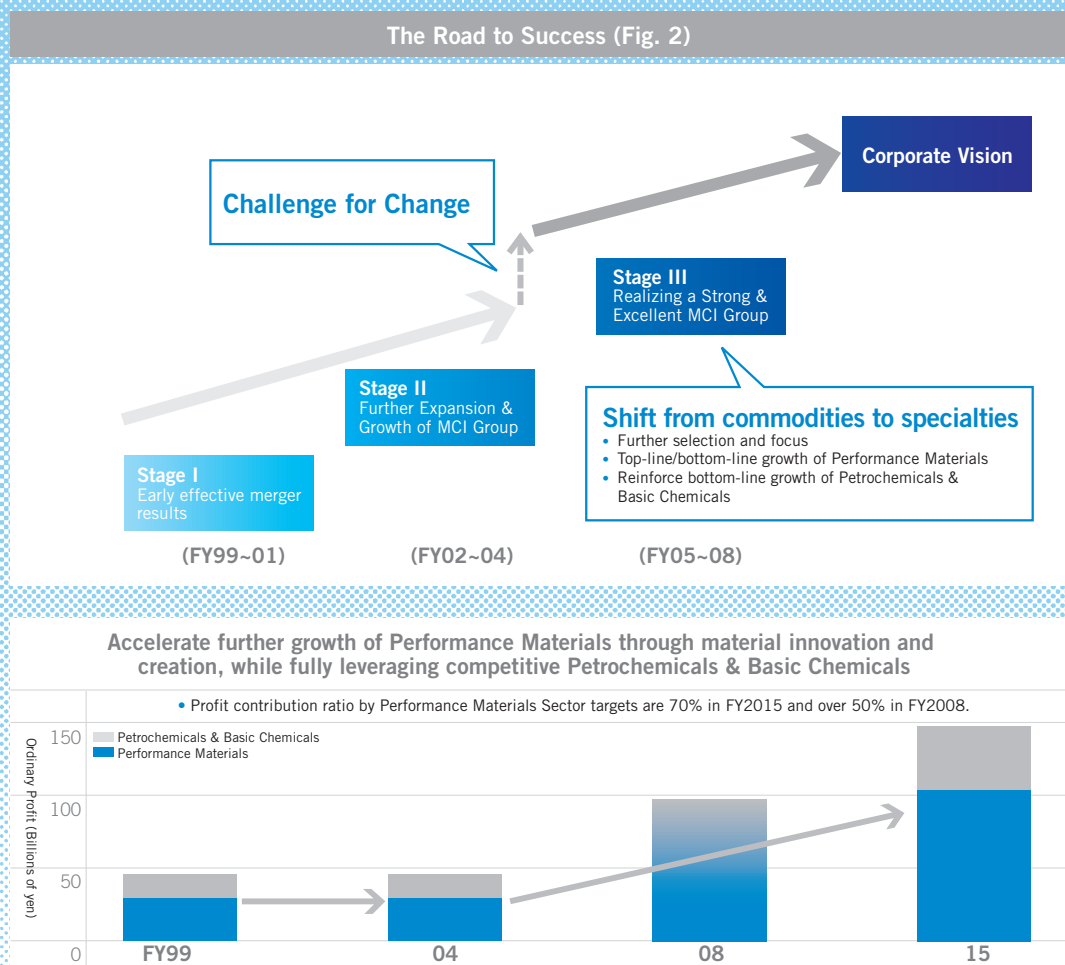 The Road to Success (Fig. 2)
Corporate Vision
Challenge for Change
Stage III
Realizing a Strong &
Excellent MCI Group
Stage II
Further Expansion &
Growth of MCI Group
Shift from commodities to specialties
• Further selection and focus
• Top-line/bottom-line growth of Performance Materials
• Reinforce bottom-line growth of Petrochemicals &
Basic Chemicals
Stage I
Early effective merger
results
(FY99~01)
(FY02~04)
(FY05~08)
Accelerate further growth of Performance Materials through material innovation and
creation, while fully leveraging competitive Petrochemicals & Basic Chemicals
• Profit contribution ratio by Performance Materials Sector targets are 70% in FY2015 and over 50% in FY2008.
Ordinary Profit (Billions of yen)
150
100
50
0
Petrochemicals & Basic Chemicals
Performance Materials
FY99
04
08
15